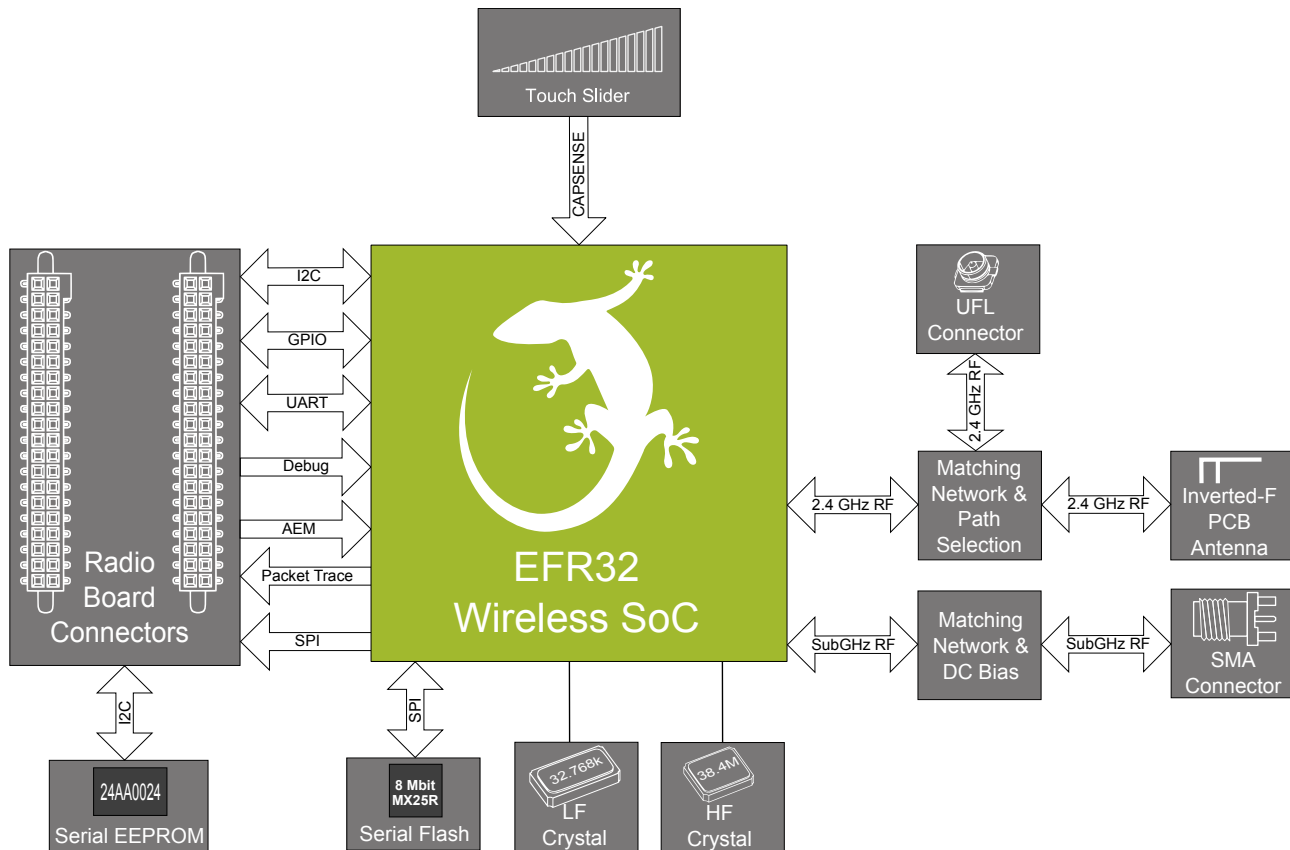 Touch Slider
CAPSENSE
I2C
GPIO
UART
Debug
AEM
Packet Trace
SPI
Radio
Board
Connectors
EFR32
Wireless SoC
UFL
Connector
2.4 GHz RF
2.4 GHz RF
Matching
Network &
Path
Selection
2.4 GHz RF
Inverted-F
PCB
Antenna
SubGHz RF
Matching
Network &
DC Bias
SubGHz RF
SMA
Connector
I2C
24AA0024
Serial EEPROM
SPI
8 Mbit
MX25R
Serial Flash
32.768k
LF
Crystal
38.4M
HF
Crystal